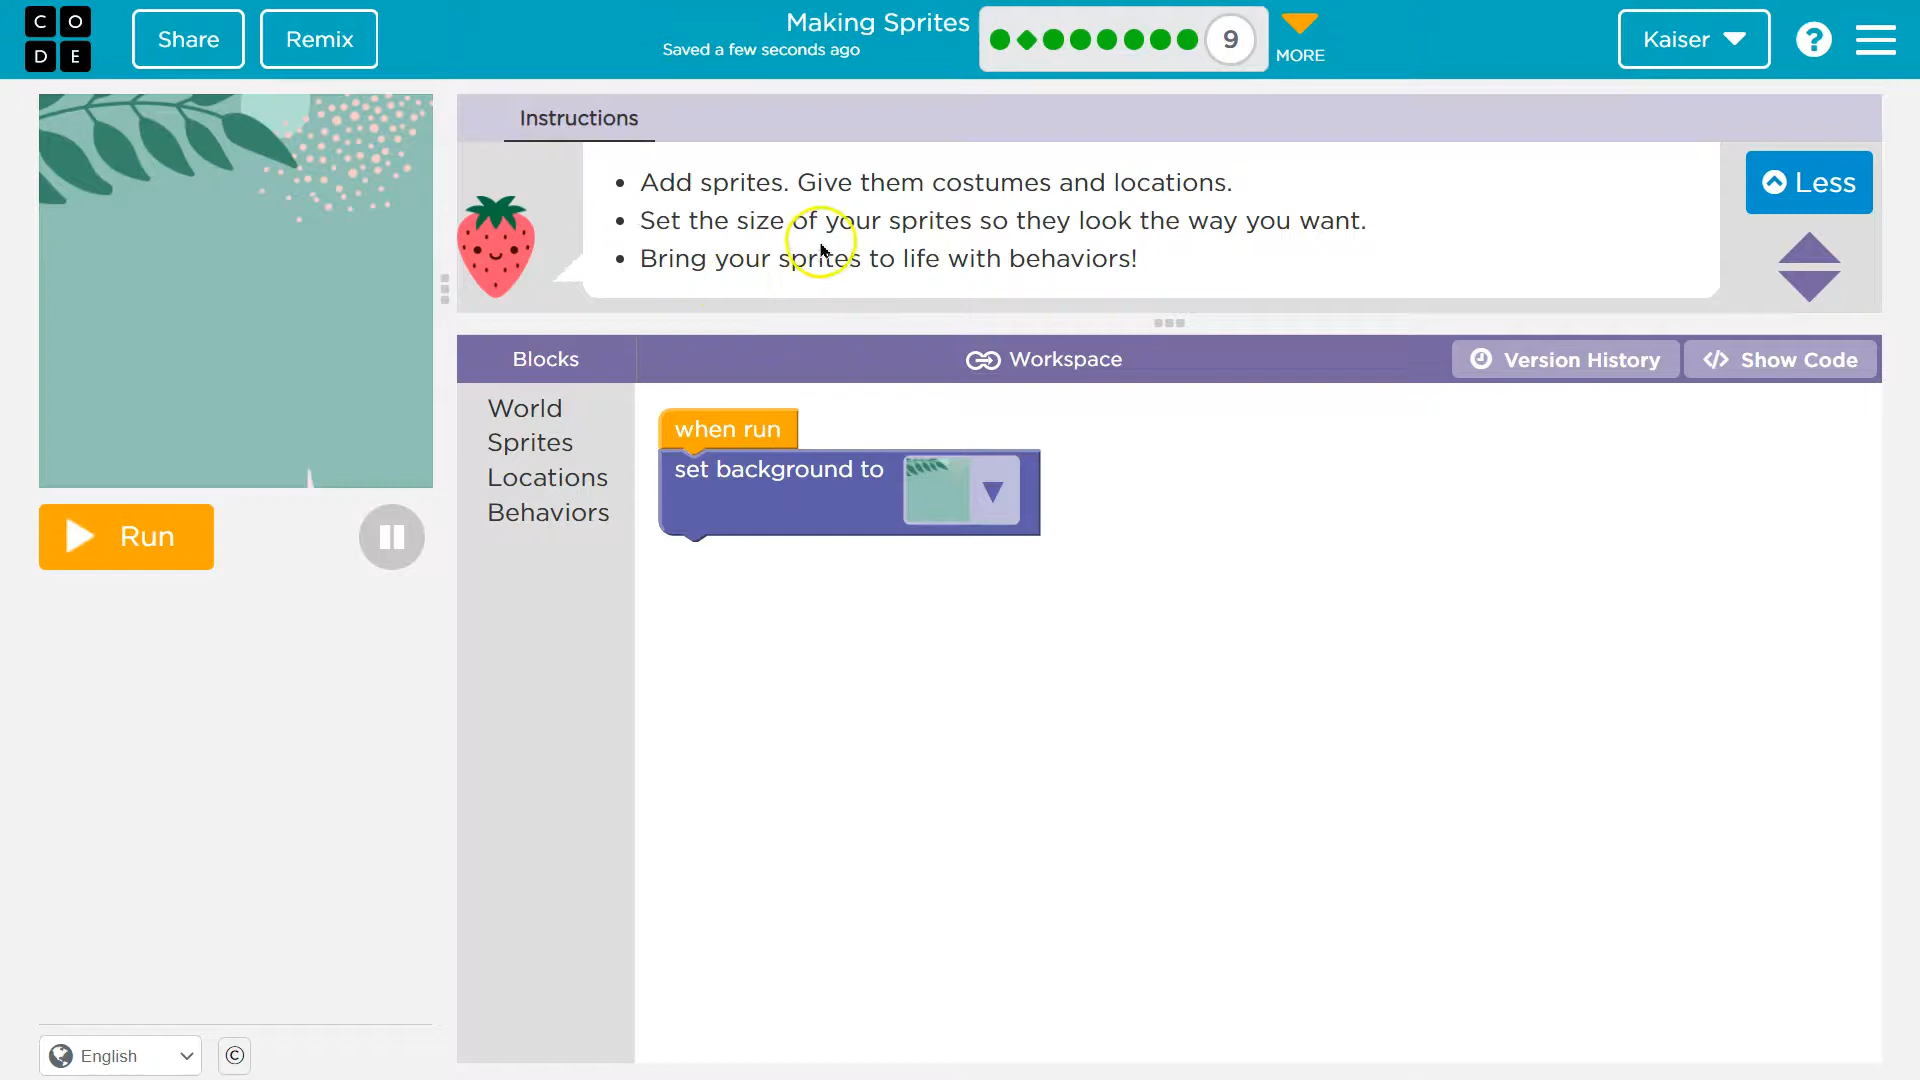 C O
D E
Share
Remix
Making Sprites
Saved a few seconds ago
9
MORE
Kaiser
?
Instructions
Add sprites. Give them costumes and locations.
Set the size of your sprites so they look the way you want.
Bring your sprites to life with behaviors!
Less
Blocks
Workspace
Version History
Show Code
World
Sprites
Locations
Behaviors
when run
set background to
Run
English
©